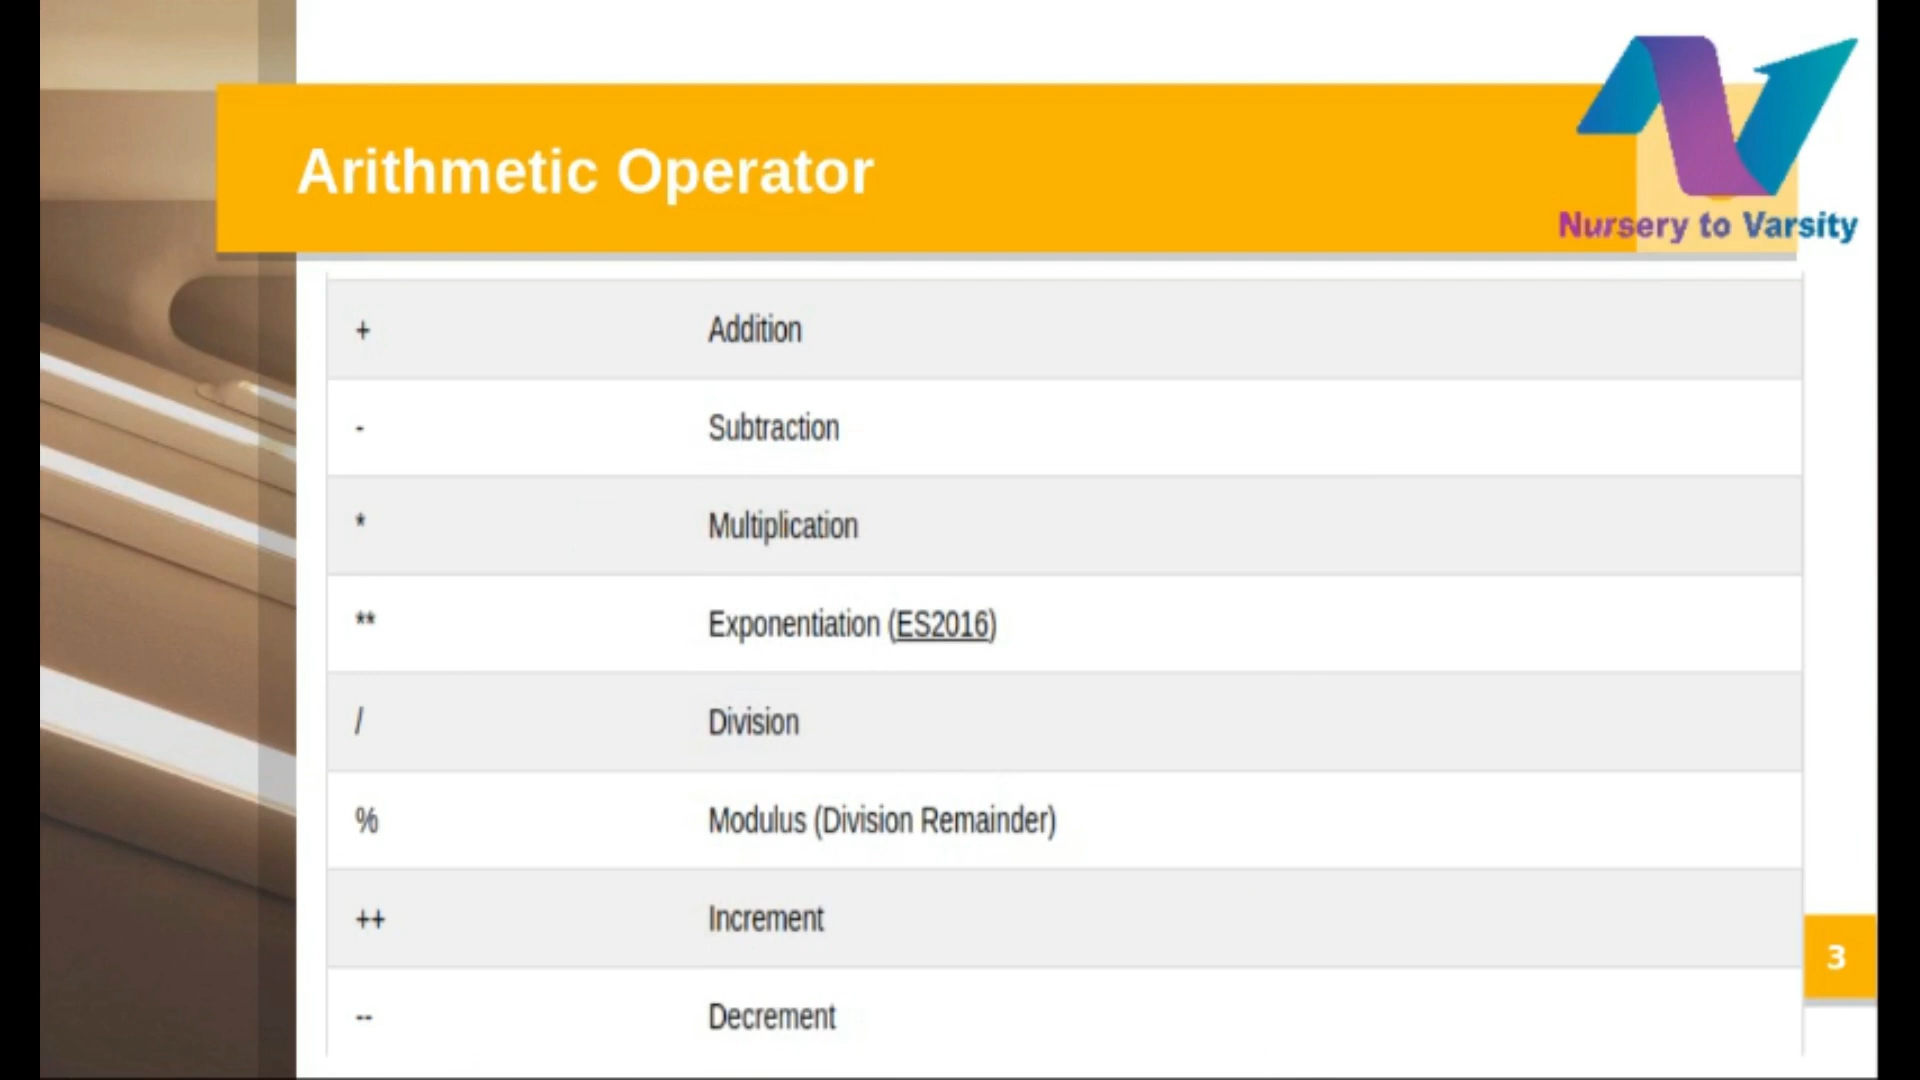 Arithmetic Operator
Nursery to Varsity
+ Addition
- Subtraction
* Multiplication
** Exponentiation (ES2016)
/ Division
% Modulus (Division Remainder)
++ Increment
-- Decrement
3